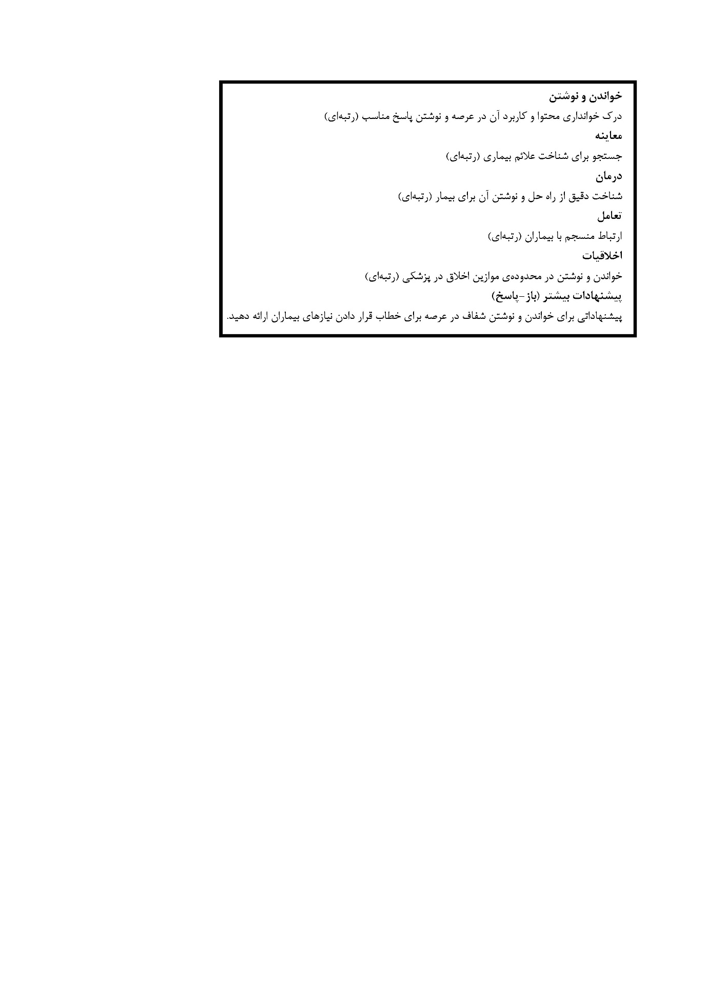 خواندن و نوشتن
درک خوانداری محتوا و کاربرد آن در عرصه و نوشتن پاسخ مناسب (رتبه‌ای)
معاینه
جستجو برای شناخت علائم بیماری (رتبه‌ای)
درمان
شناخت دقیق از راه حل و نوشتن آن برای بیمار (رتبه‌ای)
تعامل
ارتباط منسجم با بیماران (رتبه‌ای)
اخلاقیات
خواندن و نوشتن در محدوده‌ی موازین اخلاق در پزشکی (رتبه‌ای)
پیشنهادات بیشتر (باز-پاسخ)
پیشنهاداتی برای خواندن و نوشتن شفاف در عرصه برای خطاب قرار دادن نیازهای بیماران ارائه دهید.